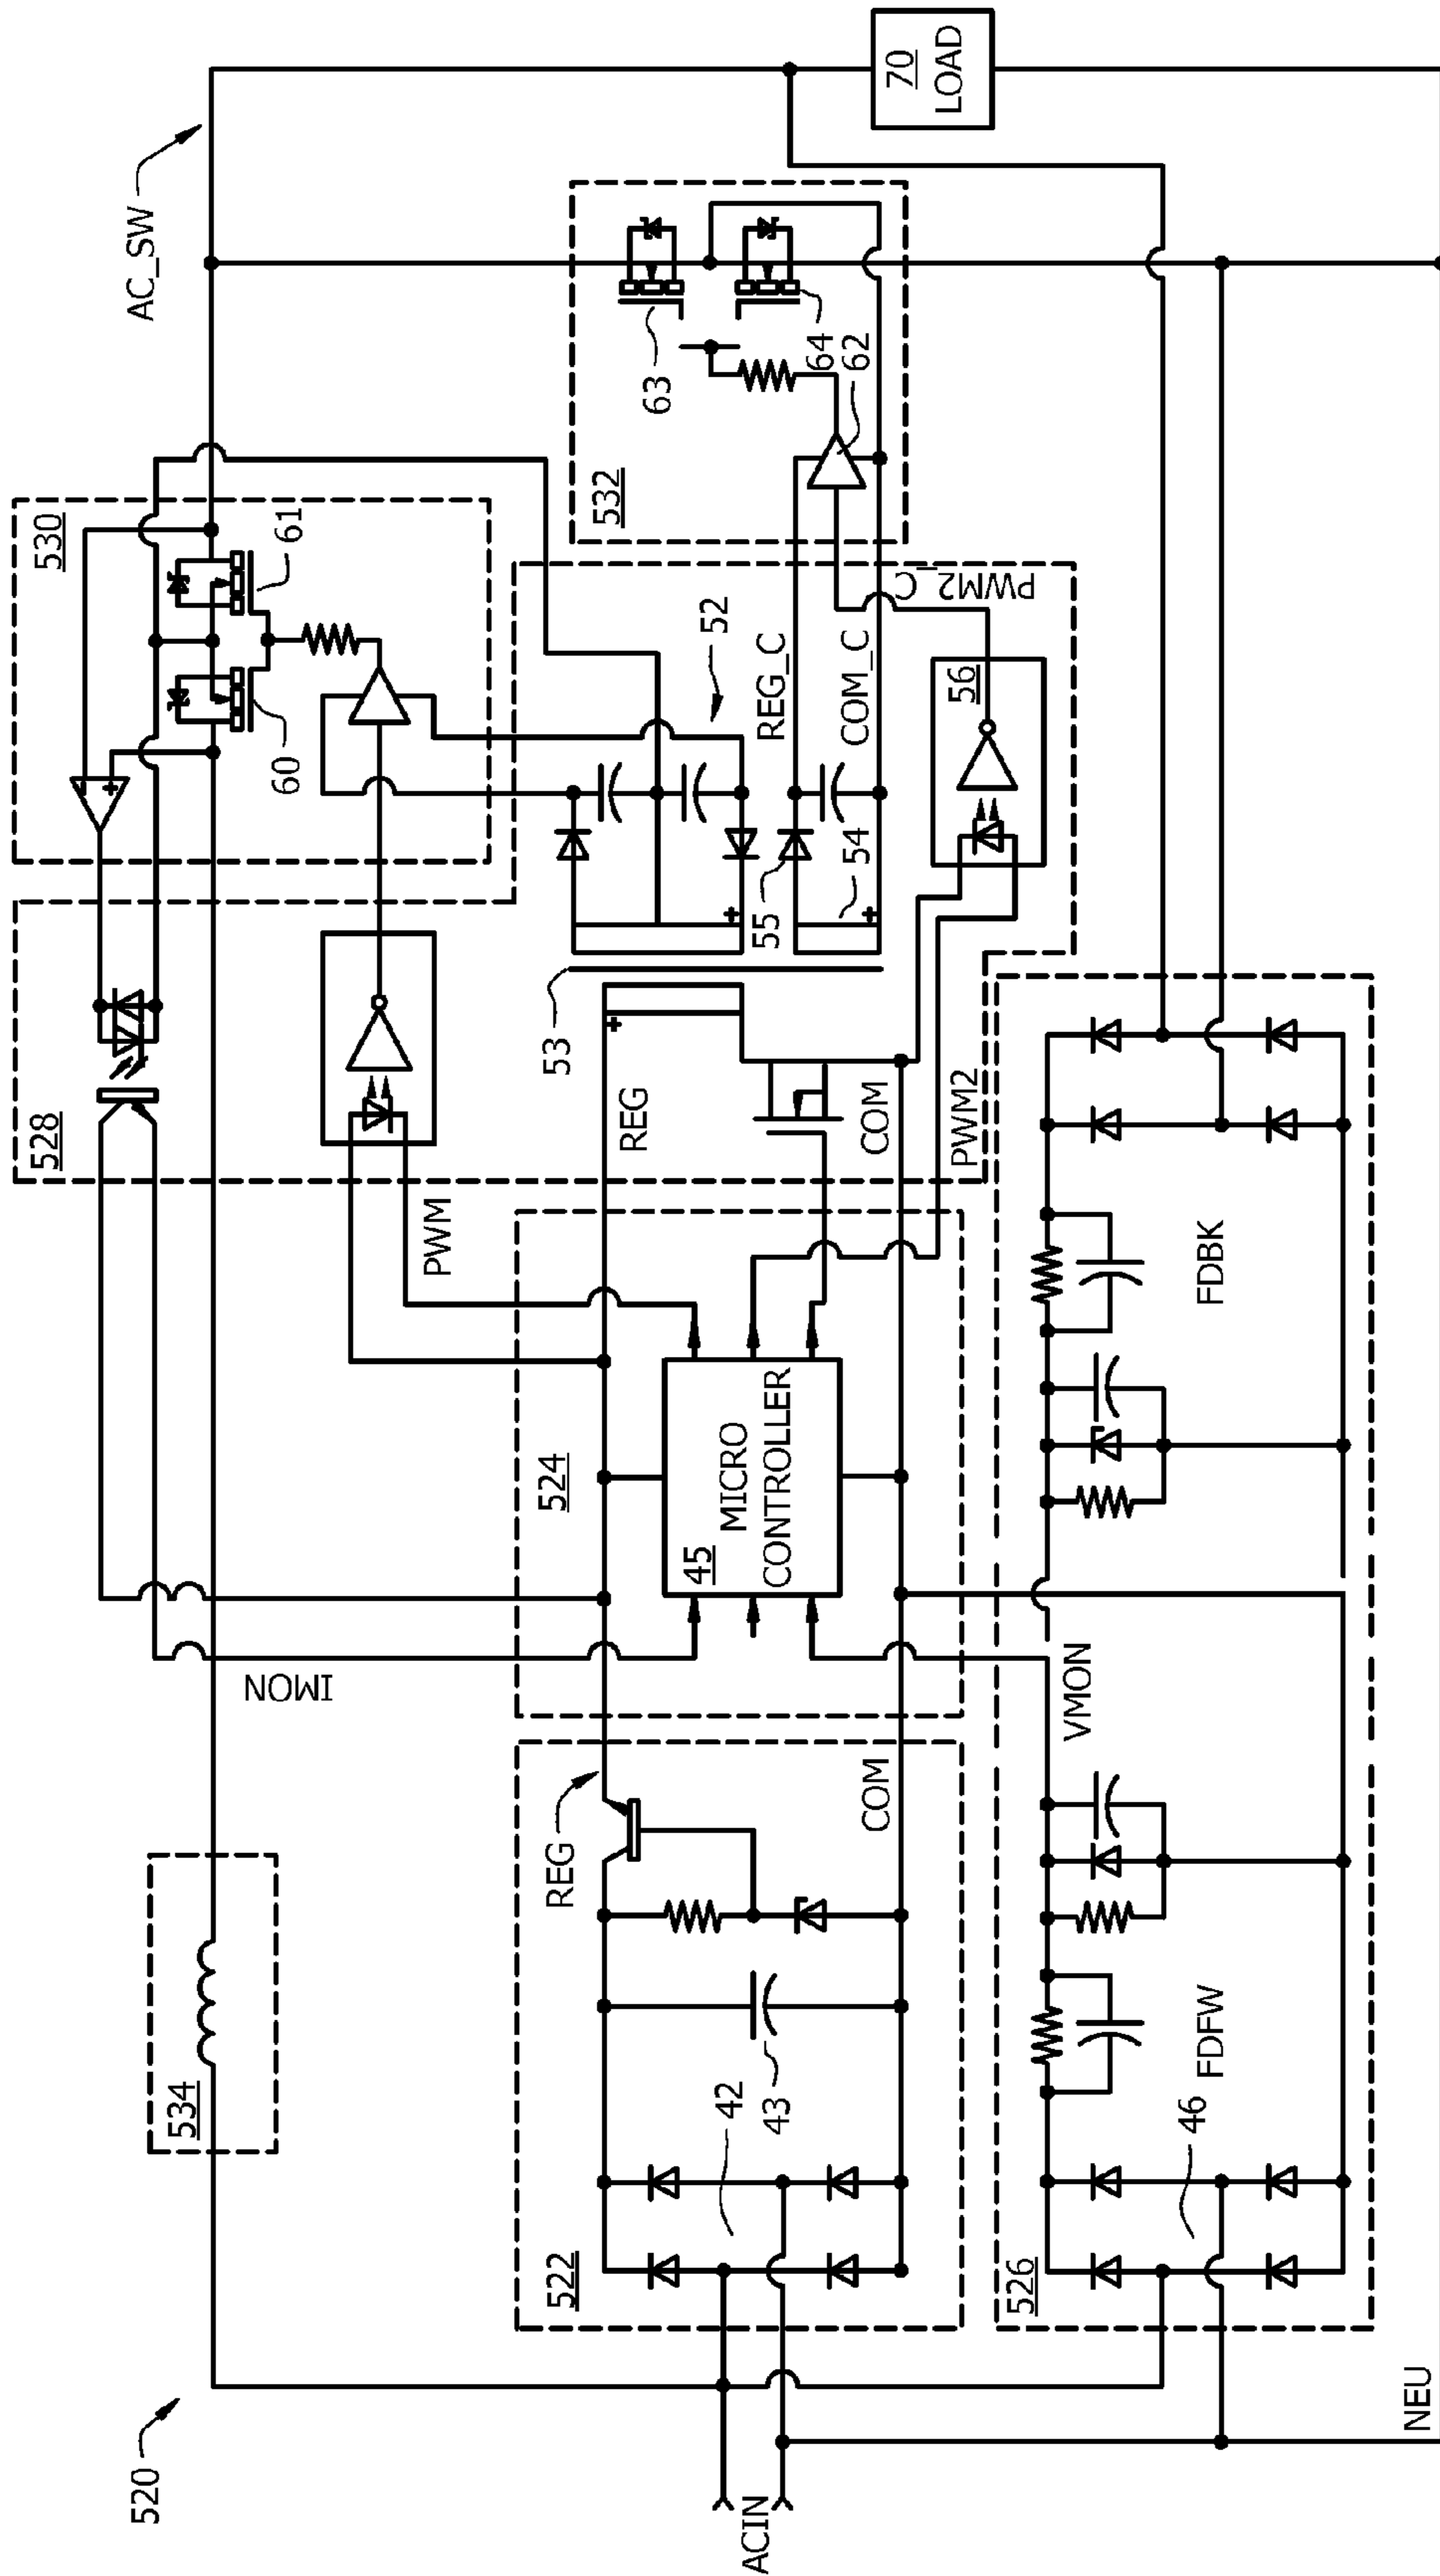 520
534
AC_SW
530
61
60
528
PWM
IMON
522
42
43
REG
COM
524
45
MICRO
CONTROLLER
REG
COM
PWM2
53
52
55
54
REG_C
COM_C
PWM2_C
56
532
63
64
62
70
LOAD
ACIN
526
46
FDFW
VMON
FDBK
NEU
+
+
+
+